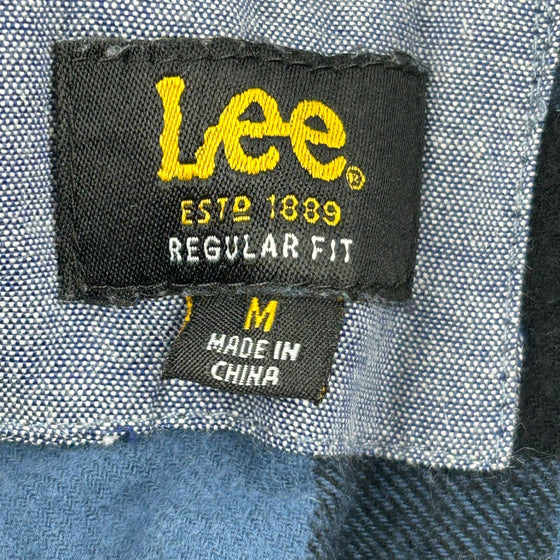 Lee®
ESTD 1889
REGULAR FIT
M
MADE IN
CHINA